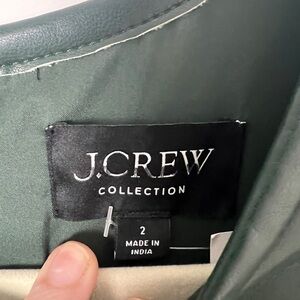 J.CREW
COLLECTION
2
MADE IN
INDIA